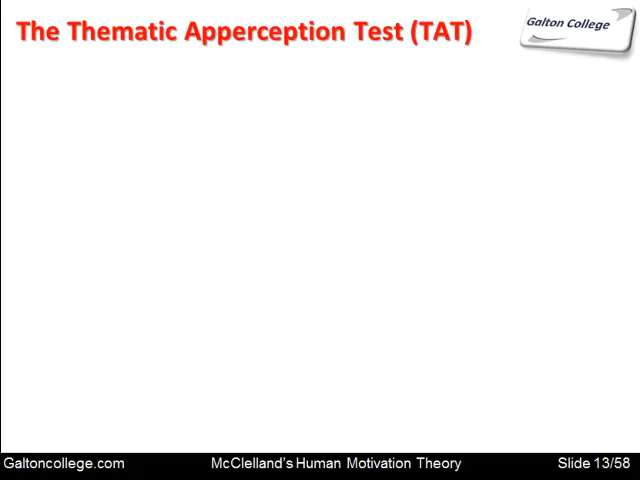 The Thematic Apperception Test (TAT)
Galton College
Galtoncollege.com McClelland's Human Motivation Theory Slide 13/58